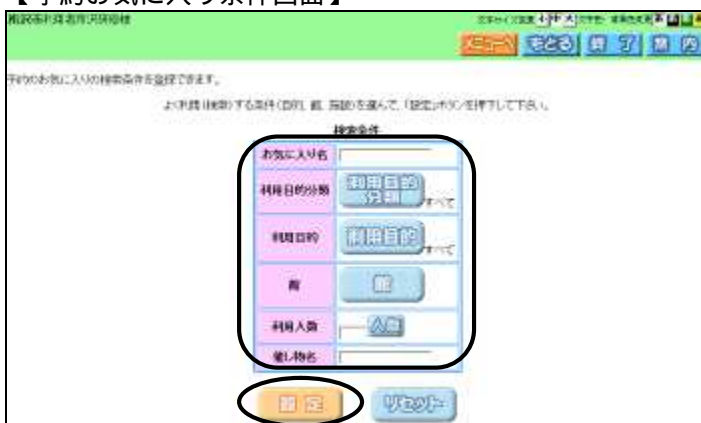 【予約お気に入り条件画面】
メニューへ もどる 終了 案内
予約のお気に入りの検索条件を登録できます。
よく利用(検索)する条件(目的、館、施設)を選んで、「設定」ボタンを押下して下さい。
検索条件
お気に入り名
利用目的分類 利用目的分類 すべて
利用目的 利用目的 すべて
館 館
利用人数 人数
催し物名
設定 リセット